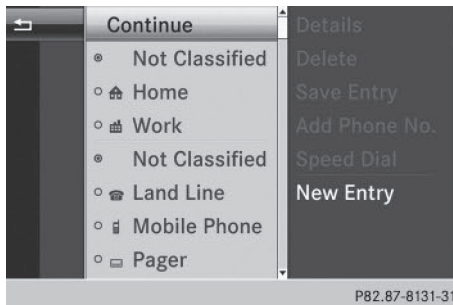 Continue
Not Classified
Home
Work
Not Classified
Land Line
Mobile Phone
Pager
Details
Delete
Save Entry
Add Phone No.
Speed Dial
New Entry
P82.87-8131-31